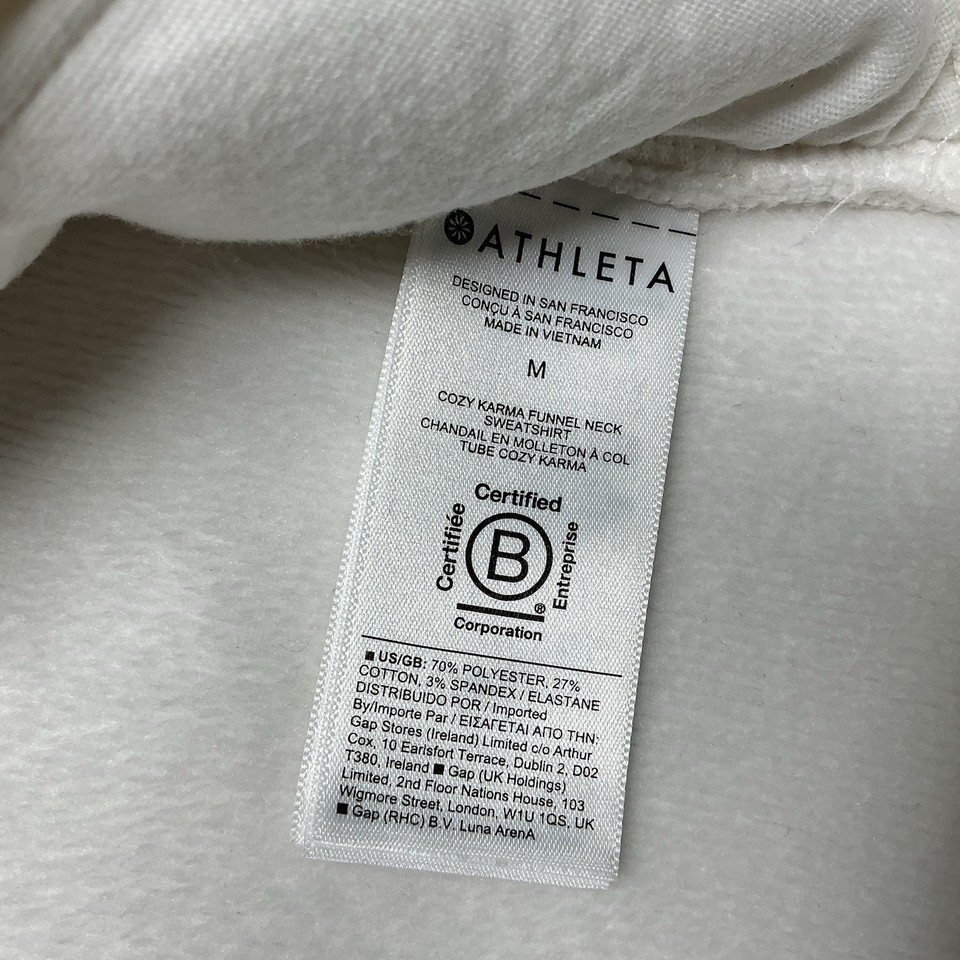 ATHLETA
DESIGNED IN SAN FRANCISCO
CONÇU À SAN FRANCISCO
MADE IN VIETNAM
M
COZY KARMA FUNNEL NECK
SWEATSHIRT
CHANDAIL EN MOLLETON À COL
TUBE COZY KARMA
Certified
Certifiée
B
Entreprise
®
Corporation
■ US/GB: 70% POLYESTER, 27%
COTTON, 3% SPANDEX / ELASTANE
DISTRIBUIDO POR / Imported
By/Importe Par / ΕΙΣΑΓΕΤΑΙ ΑΠΟ ΤΗΝ:
Gap Stores (Ireland) Limited c/o Arthur
Cox, 10 Earlsfort Terrace, Dublin 2, D02
T380, Ireland ■ Gap (UK Holdings)
Limited, 2nd Floor Nations House, 103
Wigmore Street, London, W1U 1QS, UK
■ Gap (RHC) B.V. Luna ArenA